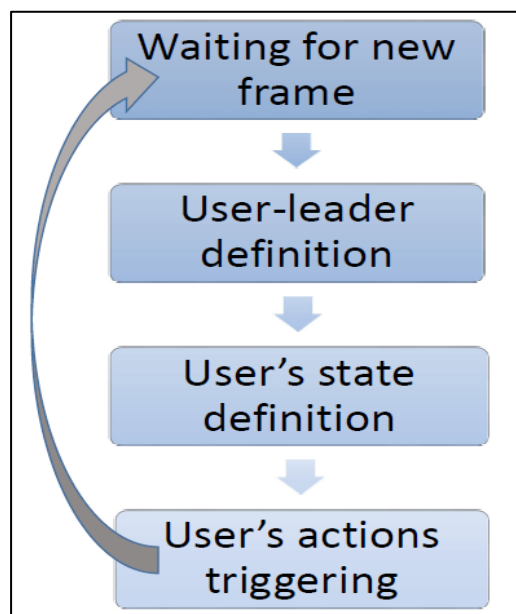 Waiting for new
frame
User-leader
definition
User’s state
definition
User’s actions
triggering